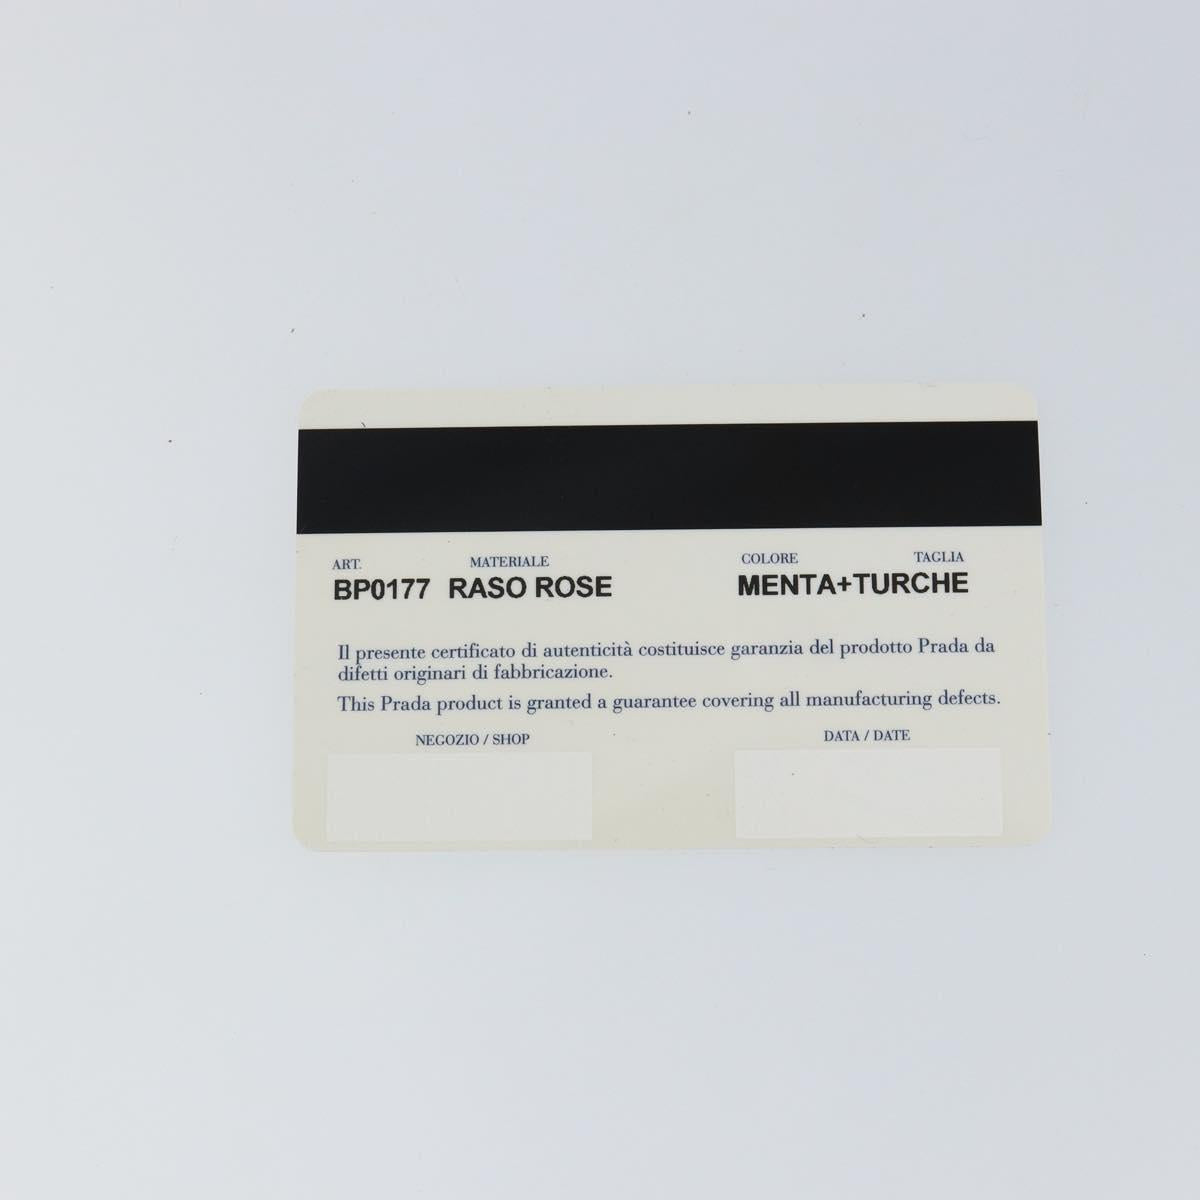 ART. MATERIALE COLORE TAGLIA
BP0177 RASO ROSE MENTA+TURCHE
Il presente certificato di autenticità costituisce garanzia del prodotto Prada da
difetti originari di fabbricazione.
This Prada product is granted a guarantee covering all manufacturing defects.
NEGOZIO / SHOP DATA / DATE